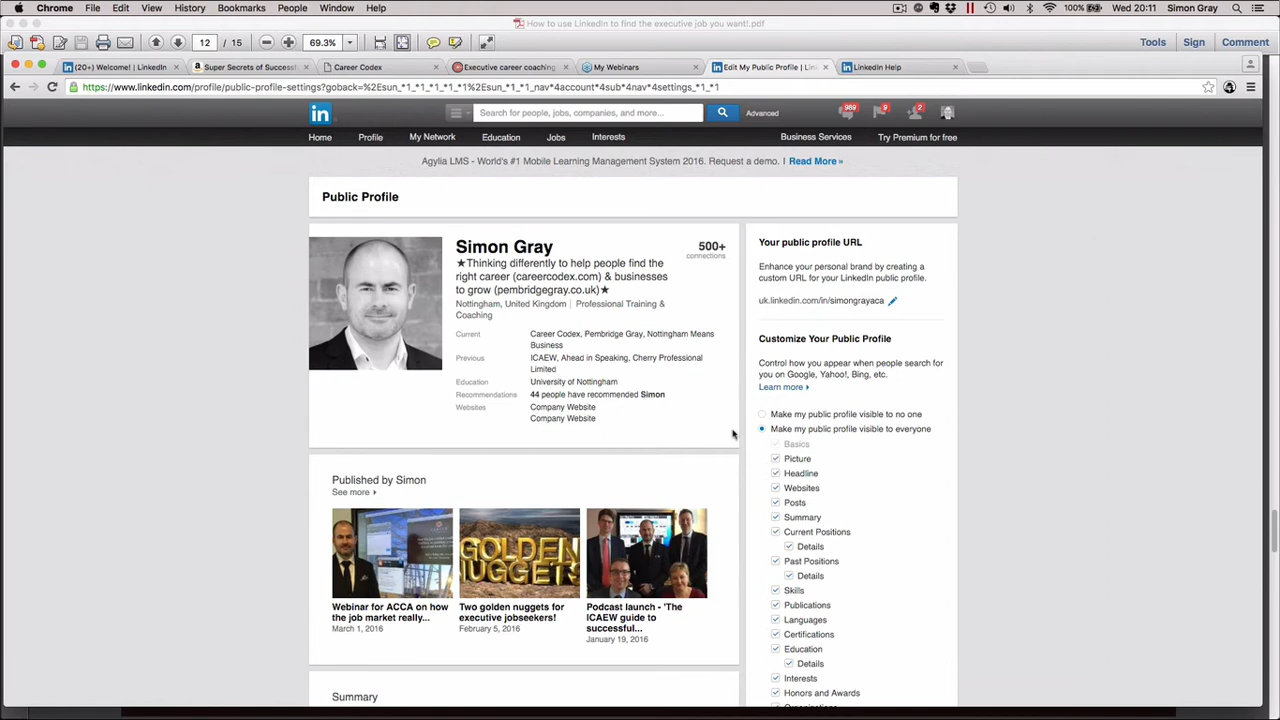 Chrome File Edit View History Bookmarks People Window Help 100% Wed 20:11 Simon Gray
How to use LinkedIn to find the executive job you want!.pdf
12 / 15 69.3% Tools Sign Comment
(20+) Welcome! | LinkedIn Super Secrets of Success Career Codex Executive career coaching My Webinars Edit My Public Profile | Lin LinkedIn Help
https://www.linkedin.com/profile/public-profile-settings?goback=%2Esun_*1_*1_*1_*1_*1%2Esun_*1_*1_nav*4account*4sub*4nav*4settings_*1_*1
in Search for people, jobs, companies, and more... Advanced 989 9 2
Home Profile My Network Education Jobs Interests Business Services Try Premium for free
Agylia LMS - World's #1 Mobile Learning Management System 2016. Request a demo. | Read More »
Public Profile
Simon Gray
500+
connections
★Thinking differently to help people find the
right career (careercodex.com) & businesses
to grow (pembridgegray.co.uk)★
Nottingham, United Kingdom | Professional Training &
Coaching
Current Career Codex, Pembridge Gray, Nottingham Means
Business
Previous ICAEW, Ahead in Speaking, Cherry Professional
Limited
Education University of Nottingham
Recommendations 44 people have recommended Simon
Websites Company Website
Company Website
Published by Simon
See more
GOLDEN
NUGGETS
Webinar for ACCA on how
the job market really...
March 1, 2016
Two golden nuggets for
executive jobseekers!
February 5, 2016
Podcast launch - 'The
ICAEW guide to
successful...
January 19, 2016
Summary
Your public profile URL
Enhance your personal brand by creating a
custom URL for your LinkedIn public profile.
uk.linkedin.com/in/simongrayaca
Customize Your Public Profile
Control how you appear when people search for
you on Google, Yahoo!, Bing, etc.
Learn more
Make my public profile visible to no one
Make my public profile visible to everyone
Basics
Picture
Headline
Websites
Posts
Summary
Current Positions
Details
Past Positions
Details
Skills
Publications
Languages
Certifications
Education
Details
Interests
Honors and Awards